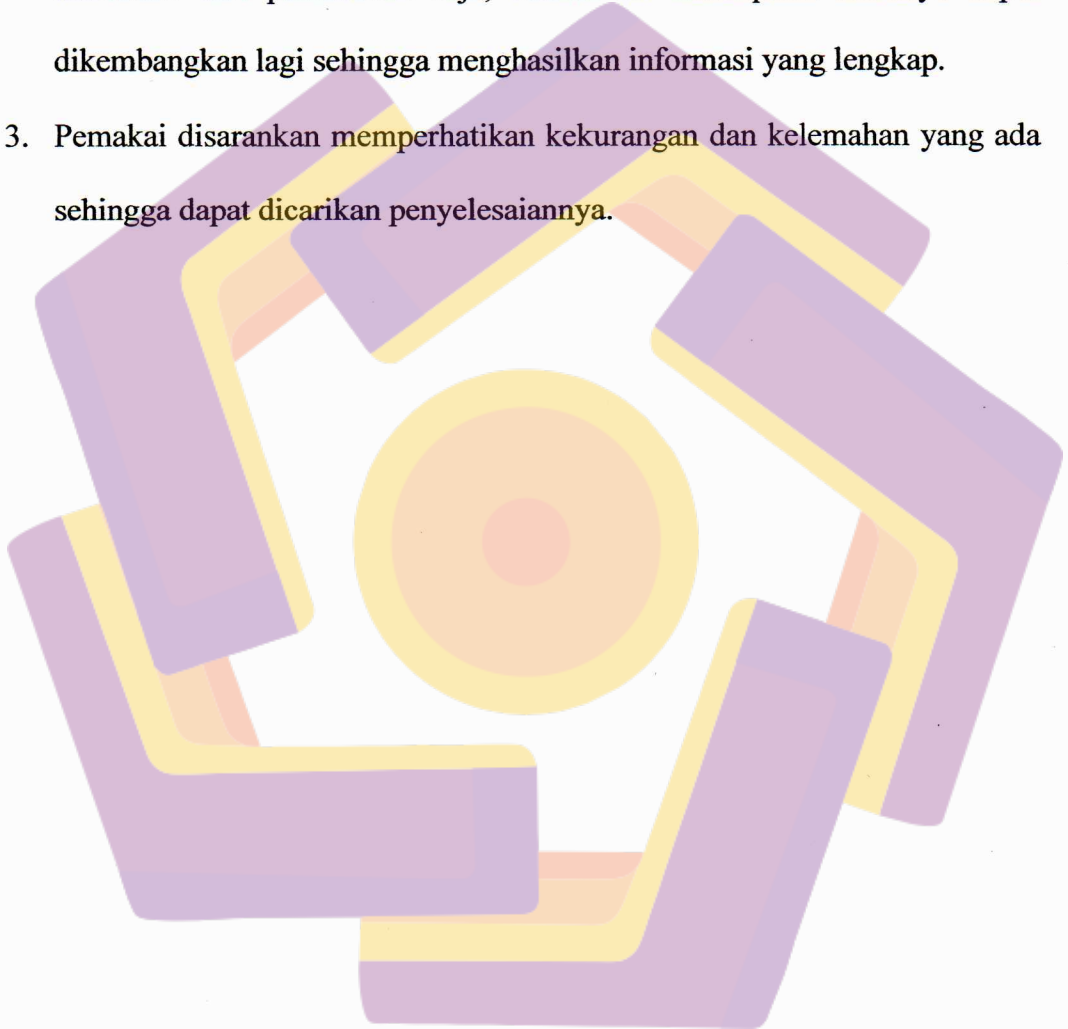 dikembangkan lagi sehingga menghasilkan informasi yang lengkap.
3. Pemakai disarankan memperhatikan kekurangan dan kelemahan yang ada
sehingga dapat dicarikan penyelesaiannya.